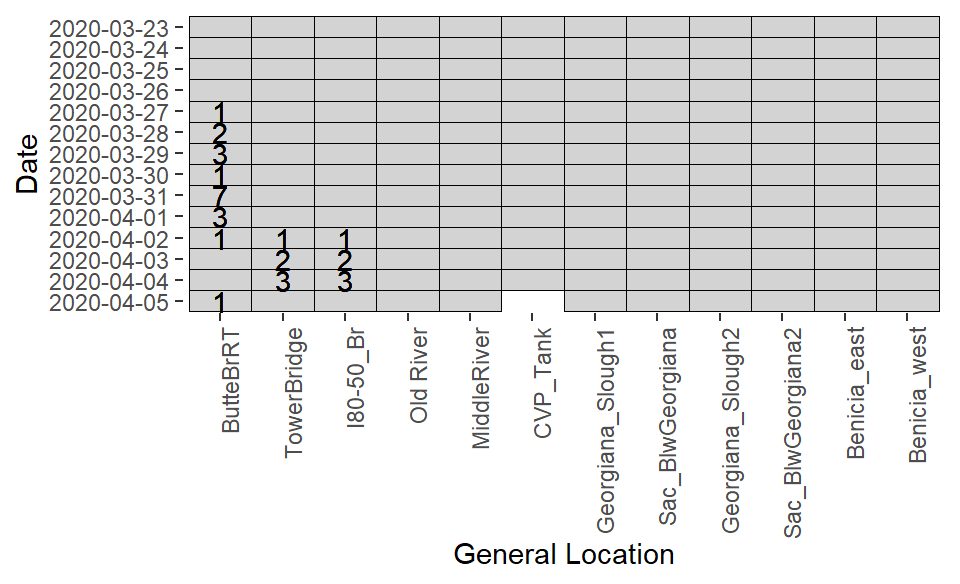 2020-03-23
2020-03-24
2020-03-25
2020-03-26
2020-03-27 1
2020-03-28 2
2020-03-29 3
2020-03-30 1
2020-03-31 7
2020-04-01 3
2020-04-02 1 1 1
2020-04-03 2 2
2020-04-04 3 3
2020-04-05 1
Date
ButteBrRT
TowerBridge
I80-50_Br
Old River
MiddleRiver
CVP_Tank
Georgiana_Slough1
Sac_BlwGeorgiana
Georgiana_Slough2
Sac_BlwGeorgiana2
Benicia_east
Benicia_west
General Location